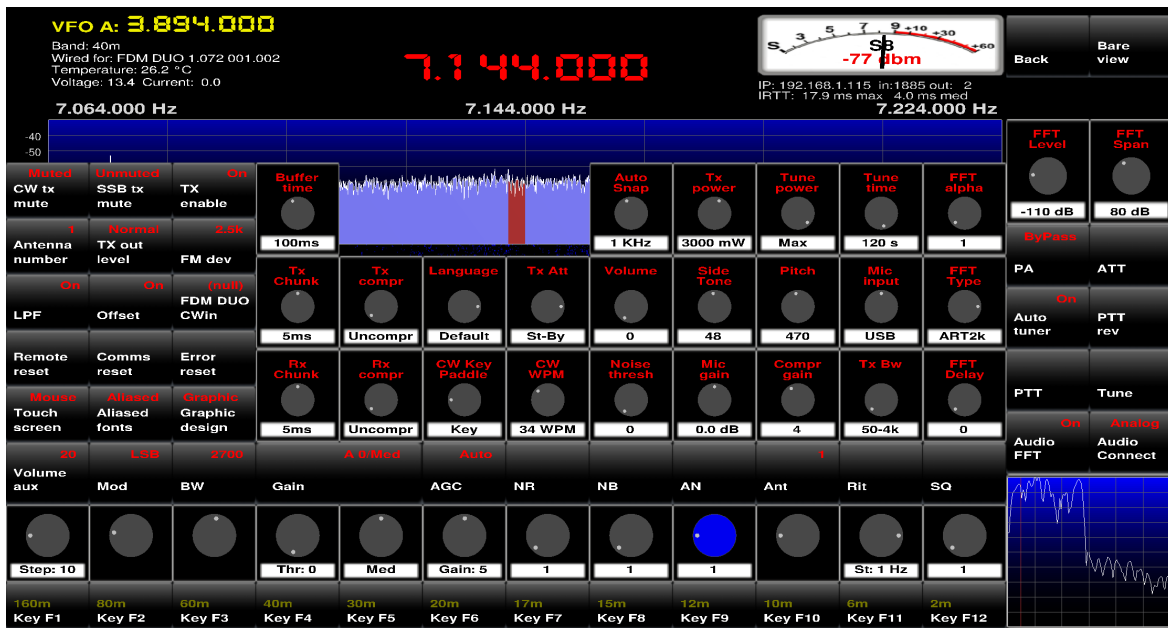 VFO A: 3.894.000
Band: 40m
Wired for: FDM DUO 1.072 001.002
Temperature: 26.2 °C
Voltage: 13.4 Current: 0.0
7.144.000
S 3 5 7 9 +10 +30 +60
S8
-77 dbm
IP: 192.168.1.115 in:1885 out: 2
IRTT: 17.9 ms max 4.0 ms med
Back
Bare
view
7.064.000 Hz 7.144.000 Hz 7.224.000 Hz
-40
-50
FFT
Level
-110 dB
FFT
Span
80 dB
Muted
CW tx
mute
Unmuted
SSB tx
mute
On
TX
enable
Buffer
time
100ms
Auto
Snap
1 KHz
Tx
power
3000 mW
Tune
power
Max
Tune
time
120 s
FFT
alpha
1
1
Antenna
number
Normal
TX out
level
2.5k
FM dev
ByPass
PA
ATT
On
LPF
On
Offset
(null)
FDM DUO
CWin
Tx
Chunk
5ms
Tx
compr
Uncompr
Language
Default
Tx Att
St-By
Volume
0
Side
Tone
48
Pitch
470
Mic
input
USB
FFT
Type
ART2k
On
Auto
tuner
PTT
rev
Remote
reset
Comms
reset
Error
reset
Rx
Chunk
5ms
Rx
compr
Uncompr
CW Key
Paddle
Key
CW
WPM
34 WPM
Noise
thresh
0
Mic
gain
0.0 dB
Compr
gain
4
Tx Bw
50-4k
FFT
Delay
0
PTT
Tune
Mouse
Touch
screen
Aliased
Aliased
fonts
Graphic
Graphic
design
On
Audio
FFT
Analog
Audio
Connect
20
Volume
aux
LSB
Mod
2700
BW
A 0/Med
Gain
Auto
AGC
NR
NB
AN
1
Ant
Rit
SQ
Step: 10
Thr: 0
Med
Gain: 5
1
1
1
St: 1 Hz
1
160m
Key F1
80m
Key F2
60m
Key F3
40m
Key F4
30m
Key F5
20m
Key F6
17m
Key F7
15m
Key F8
12m
Key F9
10m
Key F10
6m
Key F11
2m
Key F12